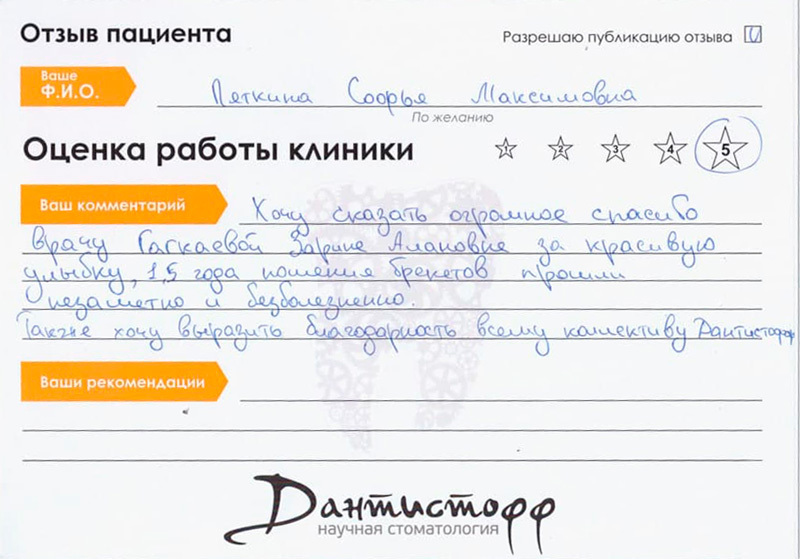 Отзыв пациента
Разрешаю публикацию отзыва
Ваше
Ф.И.О.
Пяткина Софья Максимовна
По желанию
Оценка работы клиники
1 2 3 4 5
Ваш комментарий
Хочу сказать огромное спасибо
врачу Гаткаевой Зарине Алановне за красивую
улыбку, 1,5 года ношения брекетов прошли
незаметно и безболезненно.
Также хочу выразить благодарность всему коллективу Дантистофф
Ваши рекомендации
Дантистофф
научная стоматология